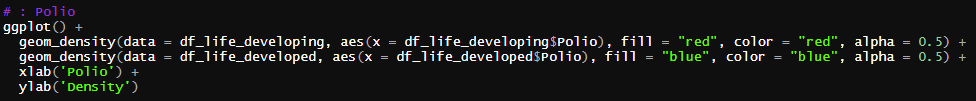 # : Polio
ggplot() +
  geom_density(data = df_life_developing, aes(x = df_life_developing$Polio), fill = "red", color = "red", alpha = 0.5) +
  geom_density(data = df_life_developed, aes(x = df_life_developed$Polio), fill = "blue", color = "blue", alpha = 0.5) +
  xlab('Polio') +
  ylab('Density')